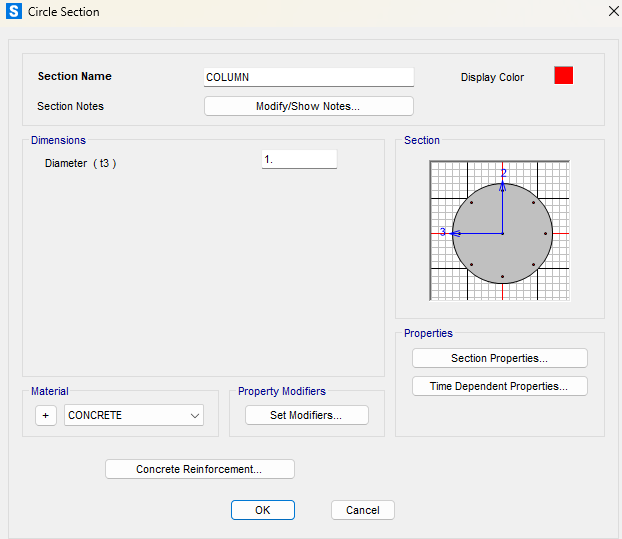 S Circle Section
Section Name COLUMN Display Color
Section Notes Modify/Show Notes...
Dimensions
Diameter ( t3 ) 1.
Section
2
3
Properties
Section Properties...
Time Dependent Properties...
Material
+ CONCRETE
Property Modifiers
Set Modifiers...
Concrete Reinforcement...
OK Cancel